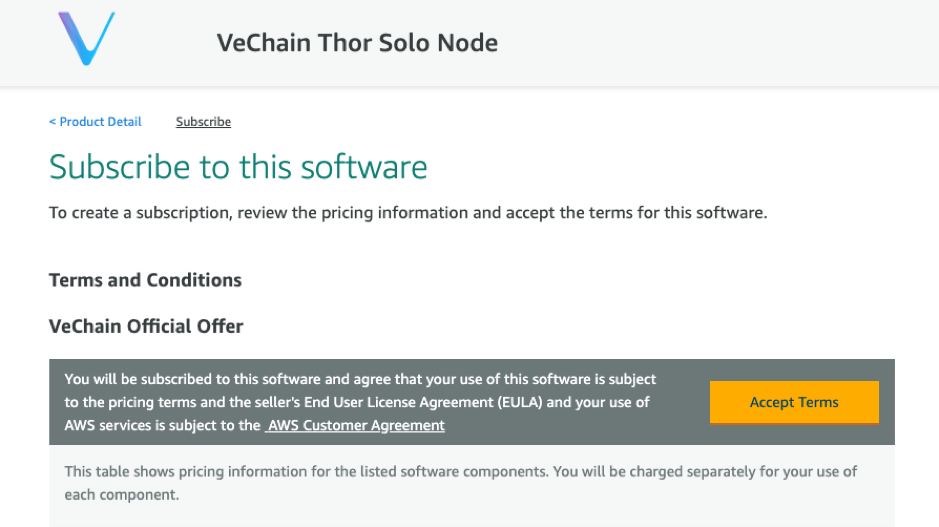 VeChain Thor Solo Node
< Product Detail Subscribe
Subscribe to this software
To create a subscription, review the pricing information and accept the terms for this software.
Terms and Conditions
VeChain Official Offer
You will be subscribed to this software and agree that your use of this software is subject
to the pricing terms and the seller's End User License Agreement (EULA) and your use of
AWS services is subject to the AWS Customer Agreement
Accept Terms
This table shows pricing information for the listed software components. You will be charged separately for your use of
each component.